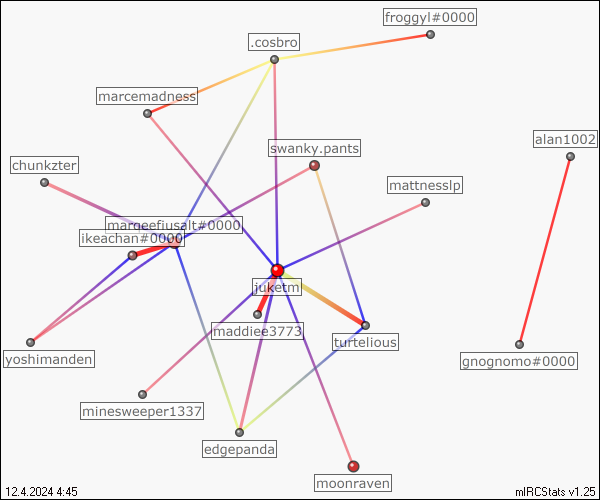 froggyl#0000
.cosbro
marcemadness
alan1002
swanky.pants
chunkzter
mattnesslp
maroeefiusalt#0000
ikeachan#0000
juketm
maddiee3773
turtelious
yoshimanden
gnognomo#0000
minesweeper1337
edgepanda
moonraven
12.4.2024 4:45
mIRCStats v1.25